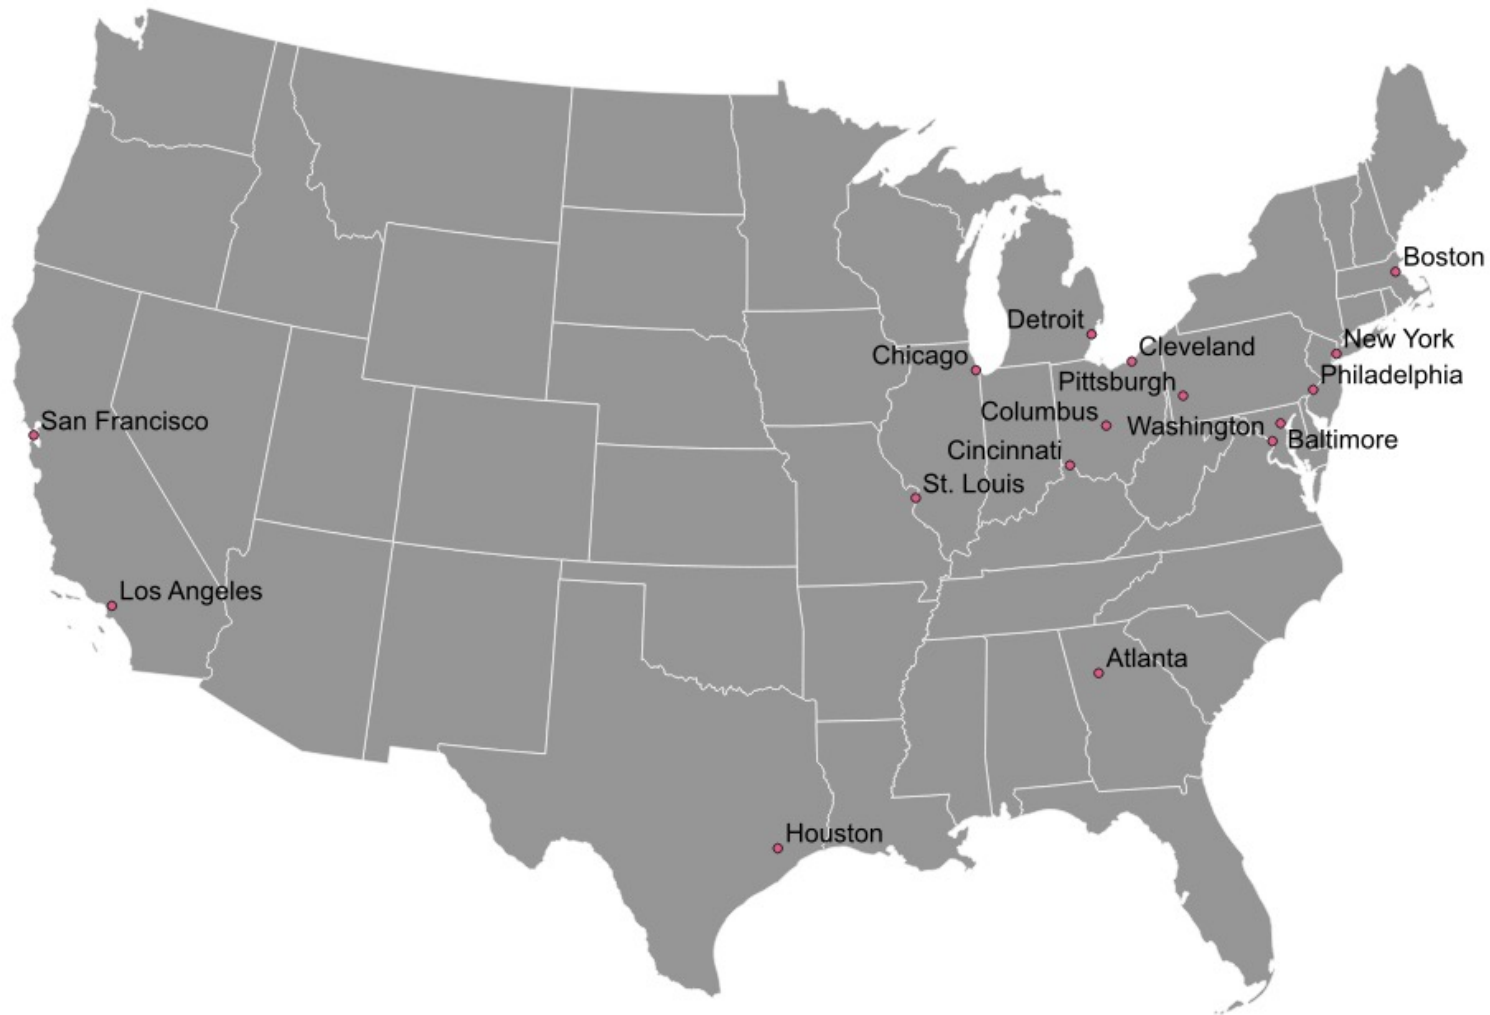 Boston
Detroit
New York
Cleveland
Chicago
Philadelphia
Pittsburgh
Columbus
San Francisco
Washington
Baltimore
Cincinnati
St. Louis
Los Angeles
Atlanta
Houston